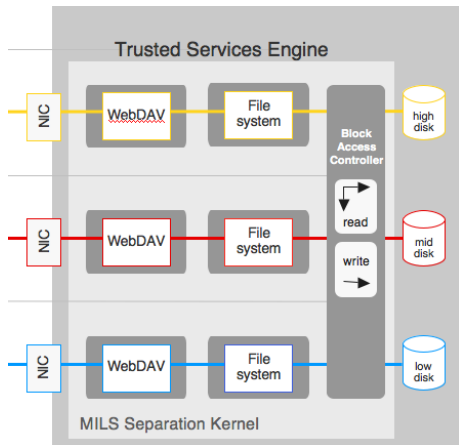 Trusted Services Engine
NIC
WebDAV
File
system
Block
Access
Controller
high
disk
read
write
NIC
WebDAV
File
system
mid
disk
NIC
WebDAV
File
system
low
disk
MILS Separation Kernel